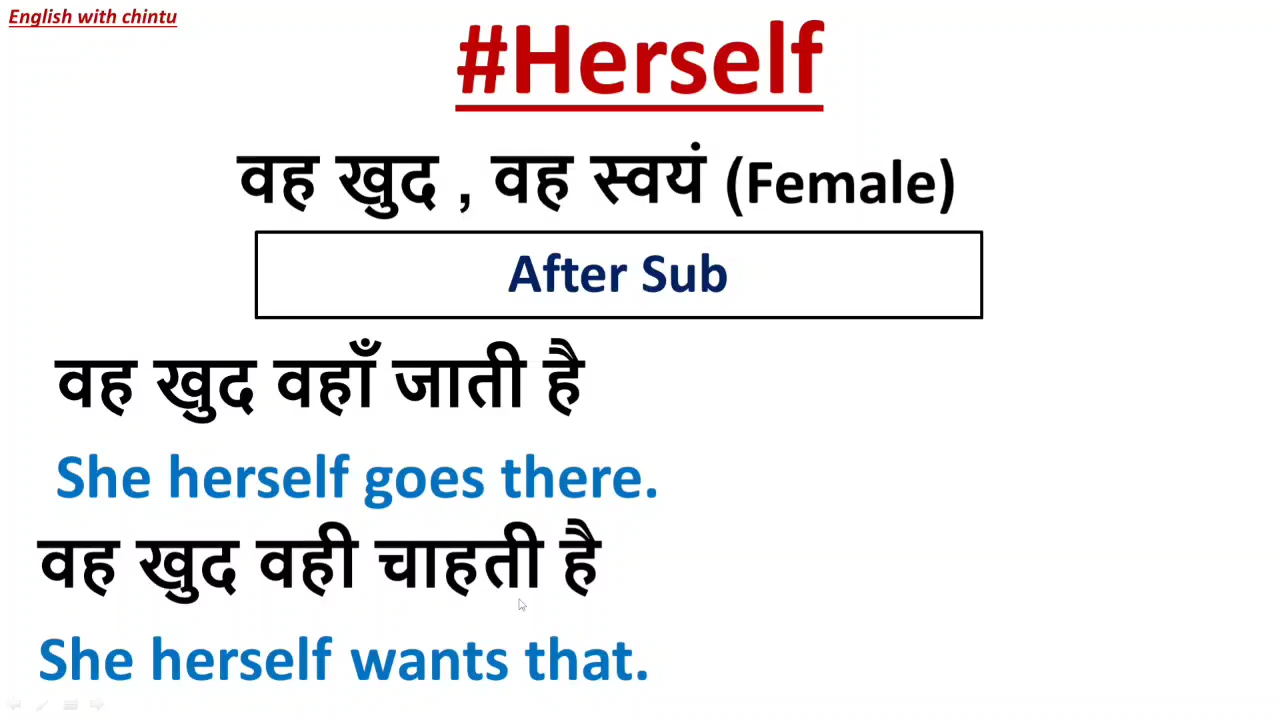 English with chintu
#Herself
वह खुद , वह स्वयं (Female)
After Sub
वह खुद वहाँ जाती है
She herself goes there.
वह खुद वही चाहती है
She herself wants that.